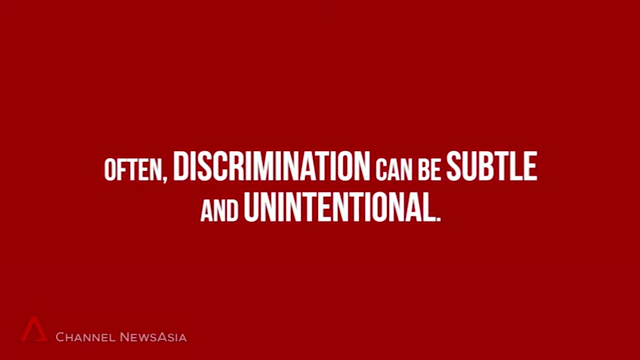 OFTEN, DISCRIMINATION CAN BE SUBTLE
AND UNINTENTIONAL.
CHANNEL NEWSASIA